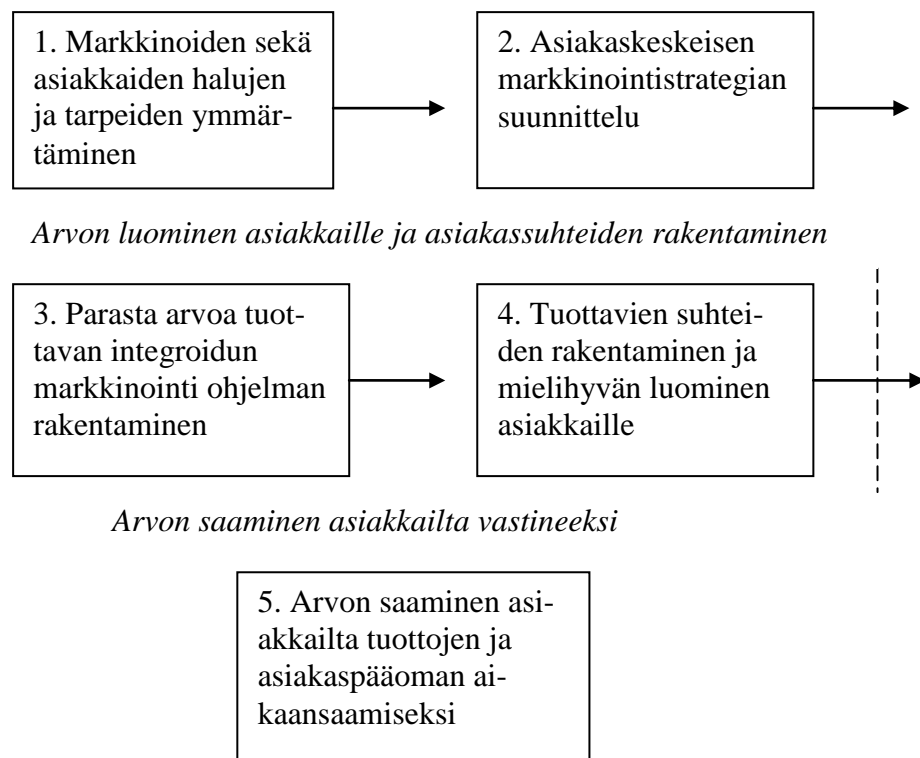 1. Markkinoiden sekä
asiakkaiden halujen
ja tarpeiden ymmär-
täminen
2. Asiakaskeskeisen
markkinointistrategian
suunnittelu
Arvon luominen asiakkaille ja asiakassuhteiden rakentaminen
3. Parasta arvoa tuot-
tavan integroidun
markkinointi ohjelman
rakentaminen
4. Tuottavien suhtei-
den rakentaminen ja
mielihyvän luominen
asiakkaille
Arvon saaminen asiakkailta vastineeksi
5. Arvon saaminen asi-
akkailta tuottojen ja
asiakaspääoman ai-
kaansaamiseksi